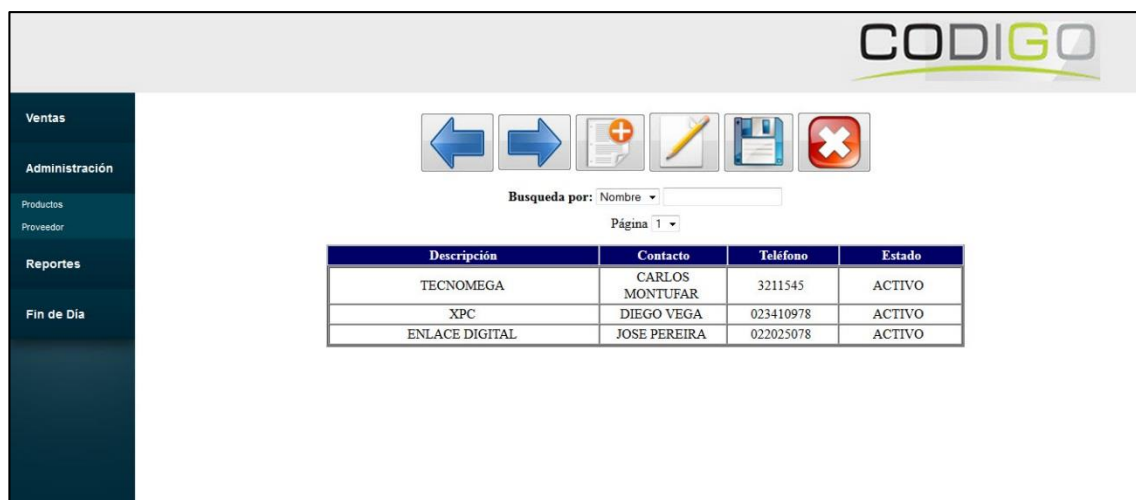 CODIGO
Ventas
Administración
Productos
Proveedor
Reportes
Fin de Día
Busqueda por: Nombre
Página 1
Descripción Contacto Teléfono Estado
TECNOMEGA CARLOS MONTUFAR 3211545 ACTIVO
XPC DIEGO VEGA 023410978 ACTIVO
ENLACE DIGITAL JOSE PEREIRA 022025078 ACTIVO